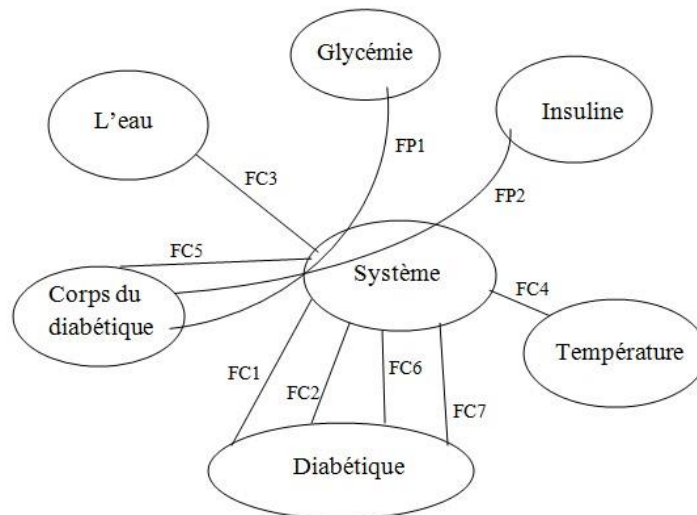 Glycémie
L'eau
Insuline
FP1
FC3
FP2
FC5
Système
Corps du
diabétique
FC4
Température
FC1
FC2
FC6
FC7
Diabétique